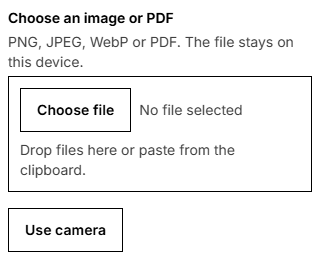 Choose an image or PDF
PNG, JPEG, WebP or PDF. The file stays on
this device.
Choose file No file selected
Drop files here or paste from the
clipboard.
Use camera